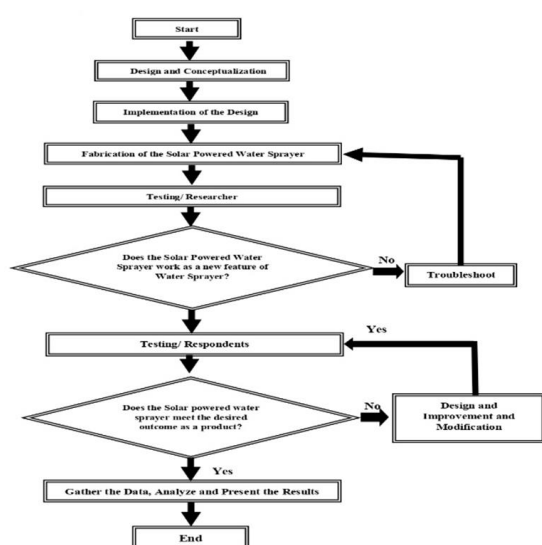 Start
Design and Conceptualization
Implementation of the Design
Fabrication of the Solar Powered Water Sprayer
Testing/ Researcher
Does the Solar Powered Water
Sprayer work as a new feature of
Water Sprayer?
No
Troubleshoot
Yes
Testing/ Respondents
Does the Solar powered water
sprayer meet the desired
outcome as a product?
No
Design and
Improvement and
Modification
Yes
Gather the Data, Analyze and Present the Results
End